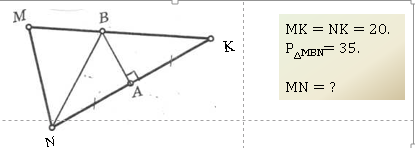 M
B
K
A
N
MK = NK = 20.
P△MBN= 35.
MN = ?